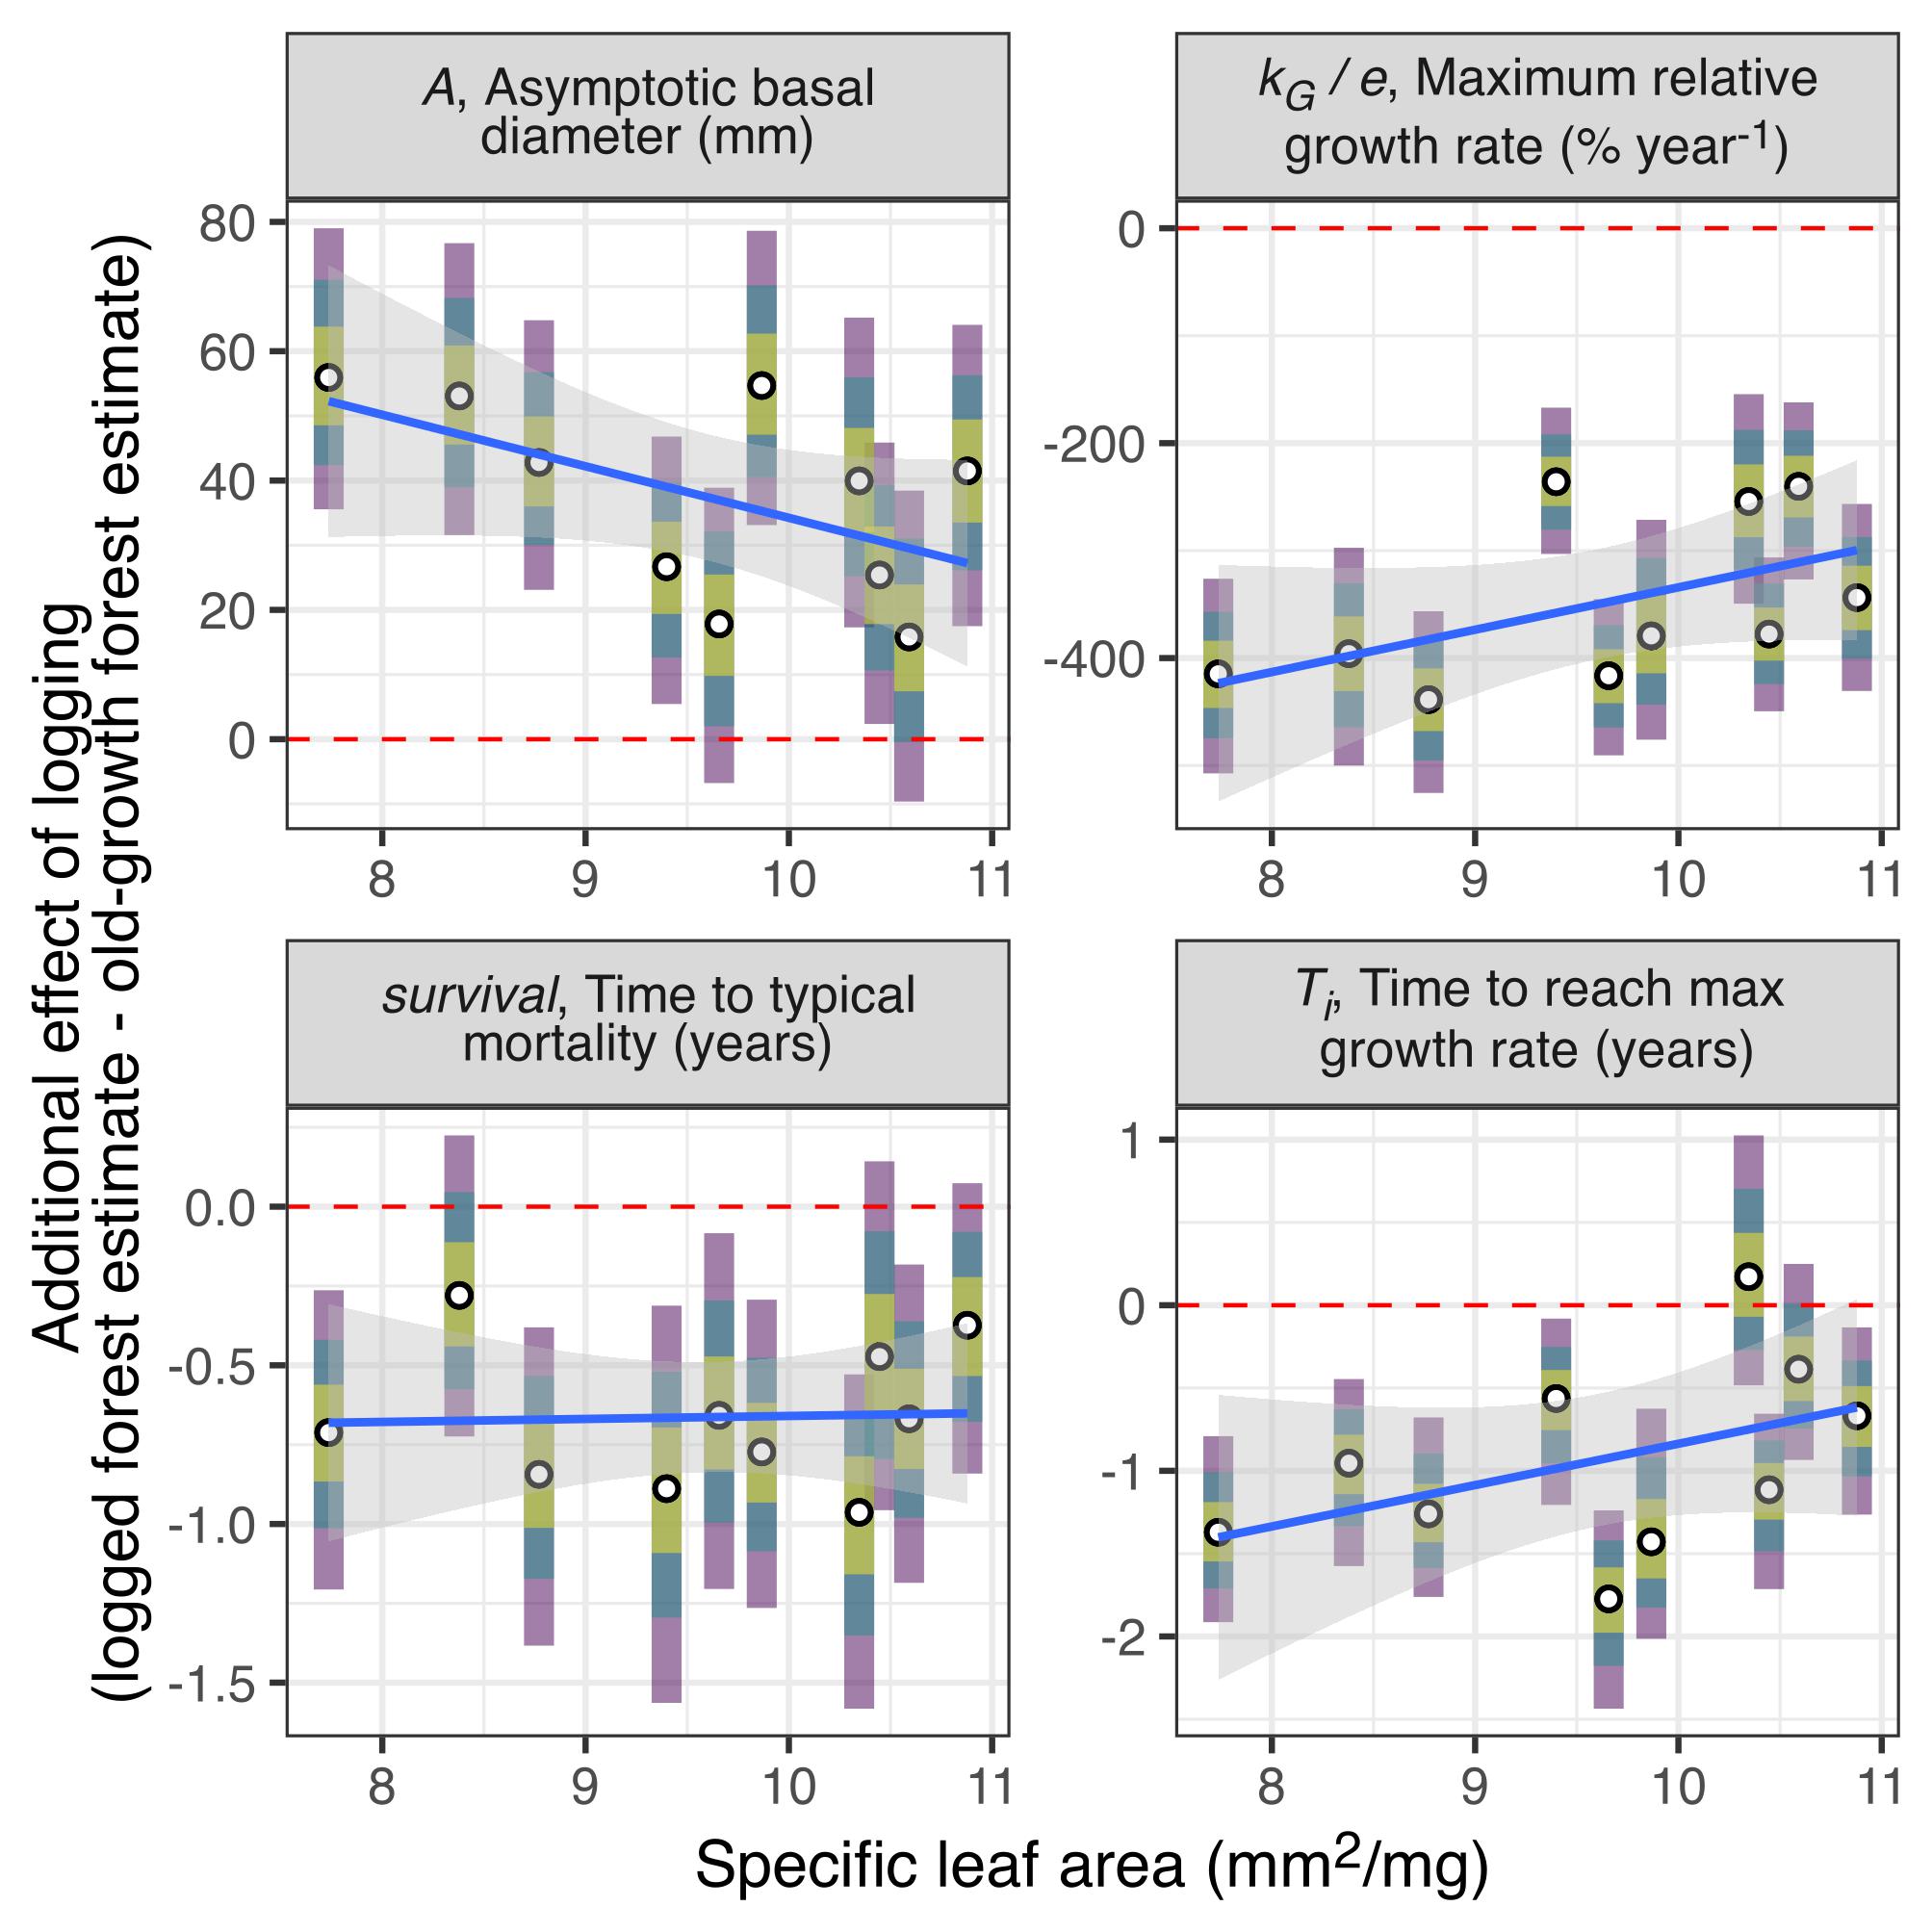 Additional effect of logging
(logged forest estimate - old-growth forest estimate)
A, Asymptotic basal
diameter (mm)
80
60
40
20
0
8 9 10 11
k_G / e, Maximum relative
growth rate (% year⁻¹)
0
-200
-400
8 9 10 11
survival, Time to typical
mortality (years)
0.0
-0.5
-1.0
-1.5
8 9 10 11
T_i, Time to reach max
growth rate (years)
1
0
-1
-2
8 9 10 11
Specific leaf area (mm²/mg)